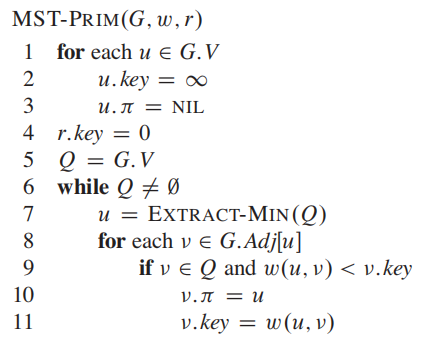 MST-PRIM(G, w, r)
1 for each u ∈ G.V
2 u.key = ∞
3 u.π = NIL
4 r.key = 0
5 Q = G.V
6 while Q ≠ ∅
7 u = EXTRACT-MIN(Q)
8 for each v ∈ G.Adj[u]
9 if v ∈ Q and w(u, v) < v.key
10 v.π = u
11 v.key = w(u, v)